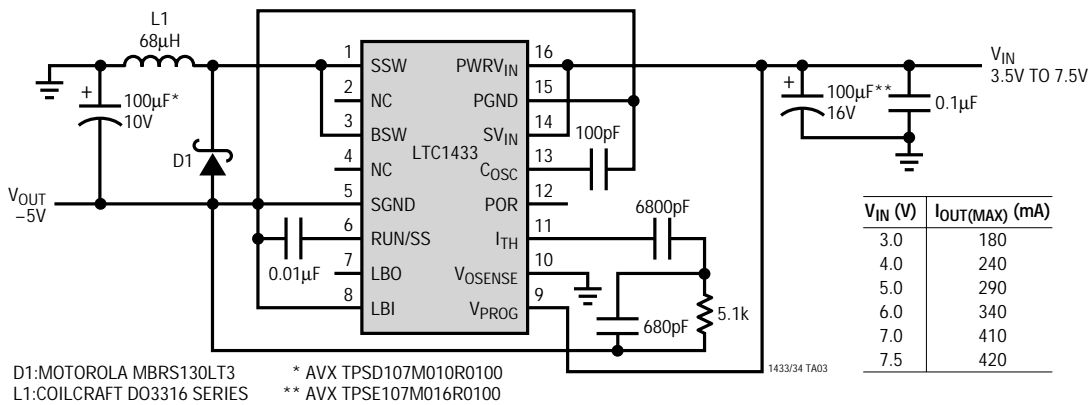 L1
68µH
+
100µF*
10V
D1
VOUT
–5V
0.01µF
1
2
3
4
5
6
7
8
SSW
NC
BSW
NC
SGND
RUN/SS
LBO
LBI
LTC1433
PWRVIN
PGND
SVIN
COSC
POR
ITH
VOSENSE
VPROG
16
15
14
13
12
11
10
9
100pF
6800pF
680pF
5.1k
+
100µF**
16V
0.1µF
VIN
3.5V TO 7.5V
VIN (V) IOUT(MAX) (mA)
3.0 180
4.0 240
5.0 290
6.0 340
7.0 410
7.5 420
1433/34 TA03
D1:MOTOROLA MBRS130LT3 * AVX TPSD107M010R0100
L1:COILCRAFT DO3316 SERIES ** AVX TPSE107M016R0100